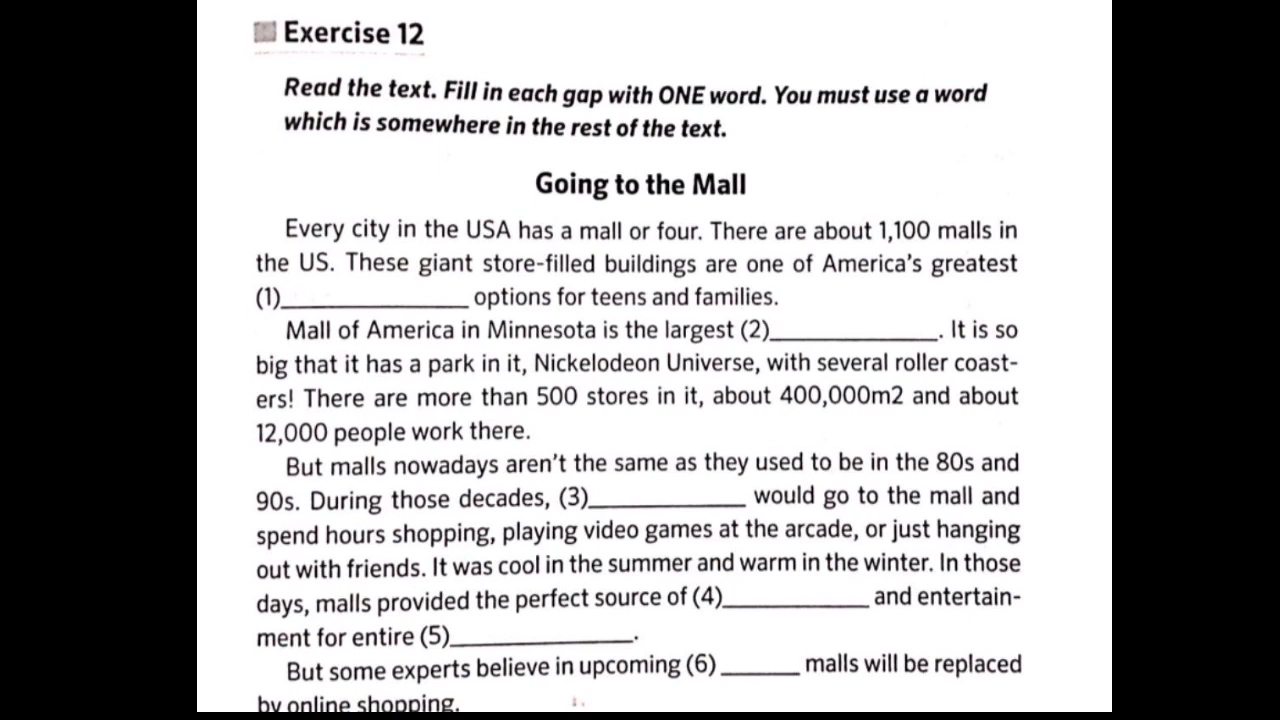 Exercise 12
Read the text. Fill in each gap with ONE word. You must use a word
which is somewhere in the rest of the text.
Going to the Mall
Every city in the USA has a mall or four. There are about 1,100 malls in
the US. These giant store-filled buildings are one of America's greatest
(1)______________ options for teens and families.
Mall of America in Minnesota is the largest (2)_____________. It is so
big that it has a park in it, Nickelodeon Universe, with several roller coast-
ers! There are more than 500 stores in it, about 400,000m2 and about
12,000 people work there.
But malls nowadays aren't the same as they used to be in the 80s and
90s. During those decades, (3)____________ would go to the mall and
spend hours shopping, playing video games at the arcade, or just hanging
out with friends. It was cool in the summer and warm in the winter. In those
days, malls provided the perfect source of (4)___________ and entertain-
ment for entire (5)______________.
But some experts believe in upcoming (6)______ malls will be replaced
by online shopping.